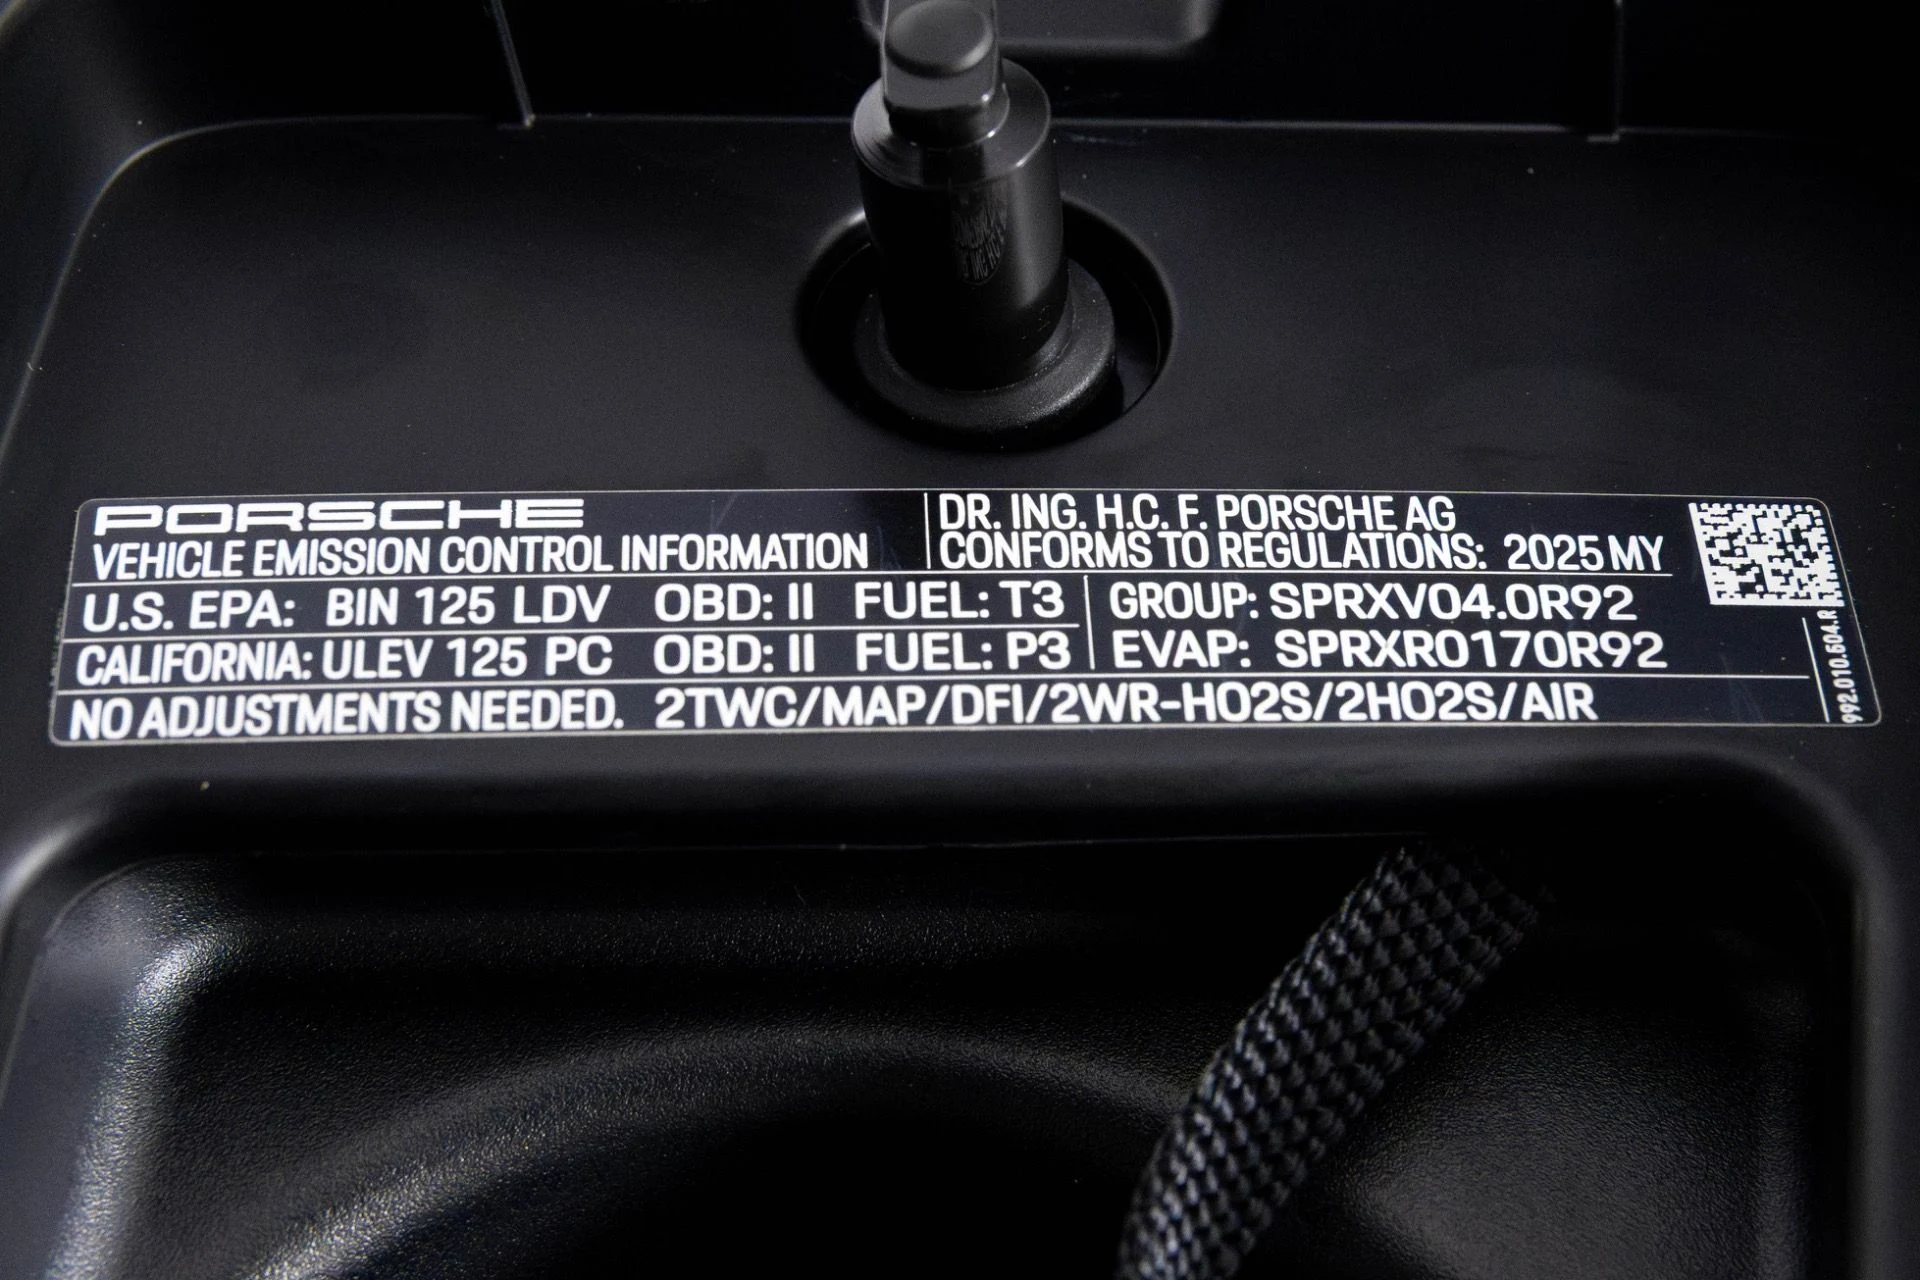 PORSCHE
VEHICLE EMISSION CONTROL INFORMATION
DR. ING. H.C. F. PORSCHE AG
CONFORMS TO REGULATIONS: 2025 MY
U.S. EPA: BIN 125 LDV OBD: II FUEL: T3
CALIFORNIA: ULEV 125 PC OBD: II FUEL: P3
GROUP: SPRXV04.0R92
EVAP: SPRXR0170R92
NO ADJUSTMENTS NEEDED. 2TWC/MAP/DFI/2WR-HO2S/2HO2S/AIR
992.010.604.R